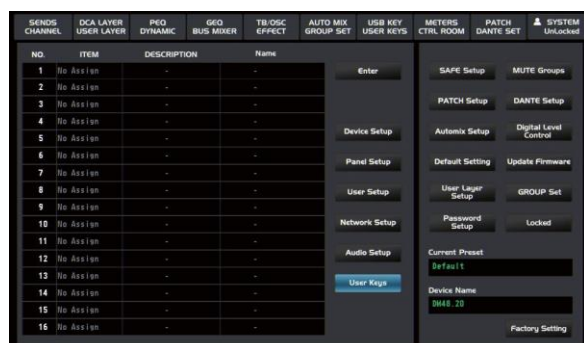 SENDS CHANNEL
DCA LAYER USER LAYER
PEQ DYNAMIC
GEQ BUS MIXER
TB/OSC EFFECT
AUTO MIX GROUP SET
USB KEY USER KEYS
METERS CTRL ROOM
PATCH DANTE SET
SYSTEM UnLocked
NO. ITEM DESCRIPTION Name
1 No Assign - -
2 No Assign - -
3 No Assign - -
4 No Assign - -
5 No Assign - -
6 No Assign - -
7 No Assign - -
8 No Assign - -
9 No Assign - -
10 No Assign - -
11 No Assign - -
12 No Assign - -
13 No Assign - -
14 No Assign - -
15 No Assign - -
16 No Assign - -
Enter
Device Setup
Panel Setup
User Setup
Network Setup
Audio Setup
User Keys
SAFE Setup
MUTE Groups
PATCH Setup
DANTE Setup
Automix Setup
Digital Level
Control
Default Setting
Update Firmware
User Layer
Setup
GROUP Set
Password
Setup
Locked
Current Preset
Default
Device Name
DM48.20
Factory Setting